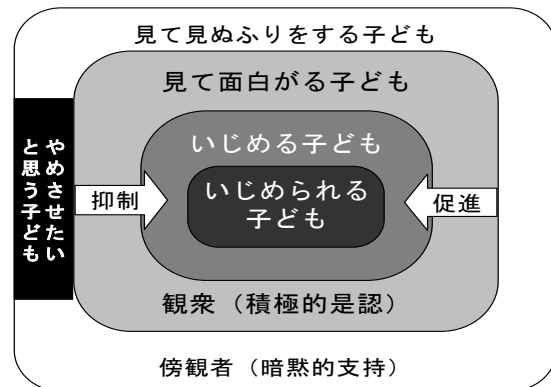 見て見ぬふりをする子ども
見て面白がる子ども
いじめる子ども
いじめられる
子ども
やめさせたい
と思う子ども
抑制
促進
観衆（積極的是認）
傍観者（暗黙的支持）